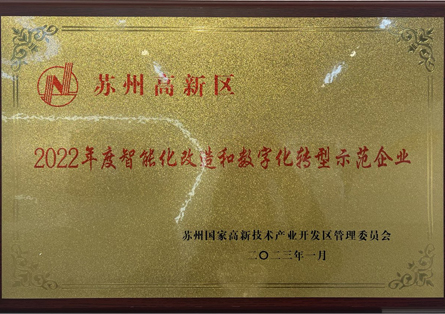 苏州高新区
2022年度智能化改造和数字化转型示范企业
苏州国家高新技术产业开发区管理委员会
二〇二三年一月